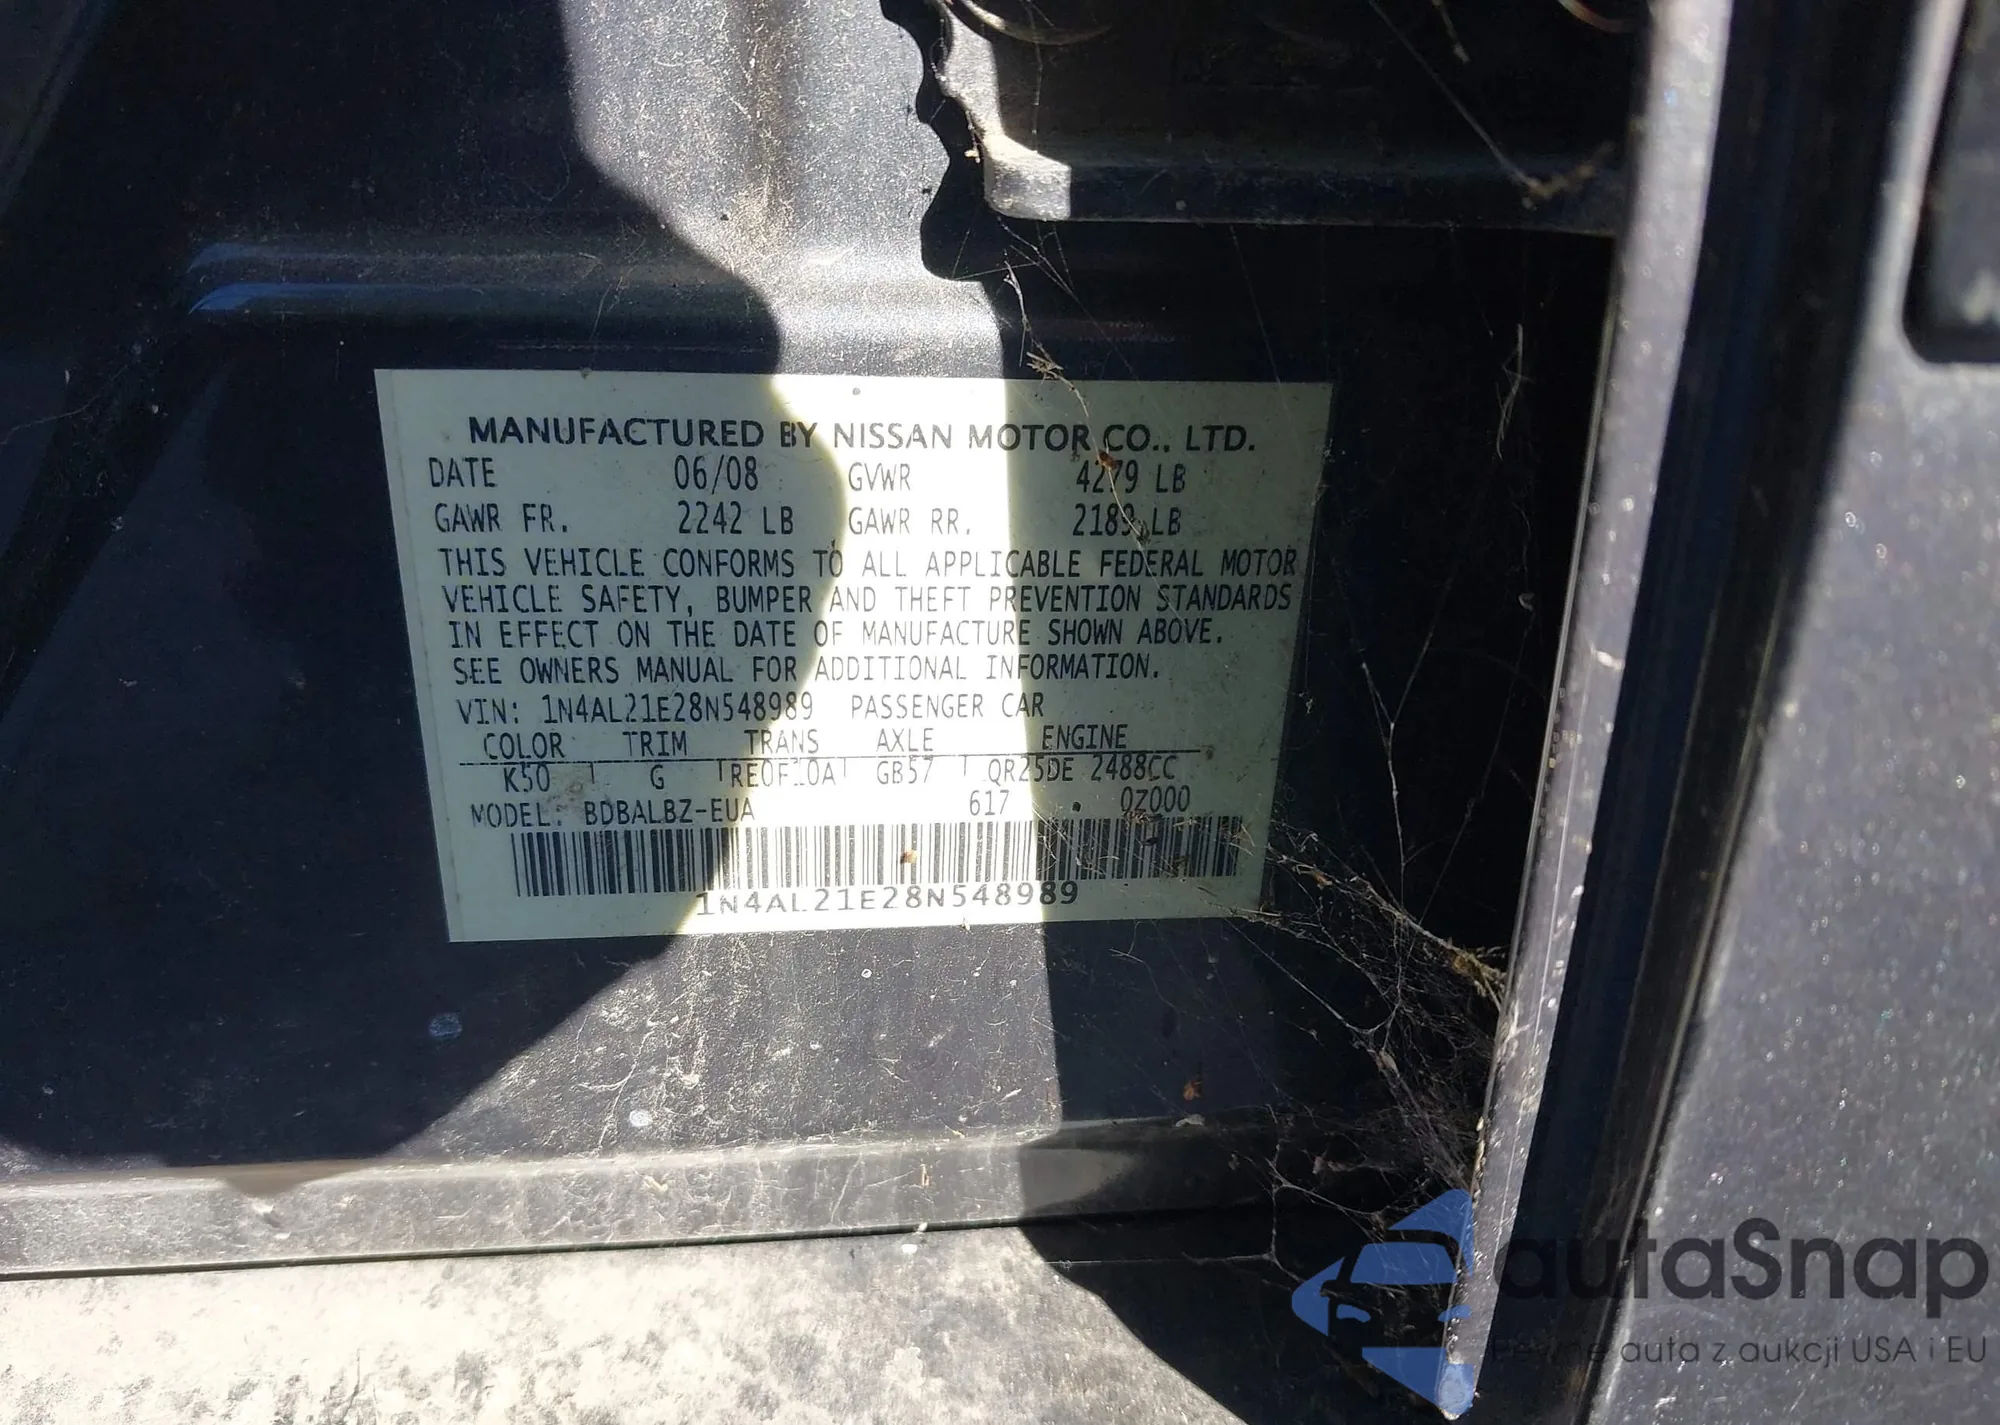 MANUFACTURED BY NISSAN MOTOR CO., LTD.
DATE 06/08 GVWR 4279 LB
GAWR FR. 2242 LB GAWR RR. 2189 LB
THIS VEHICLE CONFORMS TO ALL APPLICABLE FEDERAL MOTOR
VEHICLE SAFETY, BUMPER AND THEFT PREVENTION STANDARDS
IN EFFECT ON THE DATE OF MANUFACTURE SHOWN ABOVE.
SEE OWNERS MANUAL FOR ADDITIONAL INFORMATION.
VIN: 1N4AL21E28N548989 PASSENGER CAR
COLOR TRIM TRANS AXLE ENGINE
K50 G RE0F10A GB57 QR25DE 2488CC
MODEL: BDBALBZ-EUA 617 0Z000
1N4AL21E28N548989
autaSnap
Pewne auta z aukcji USA i EU